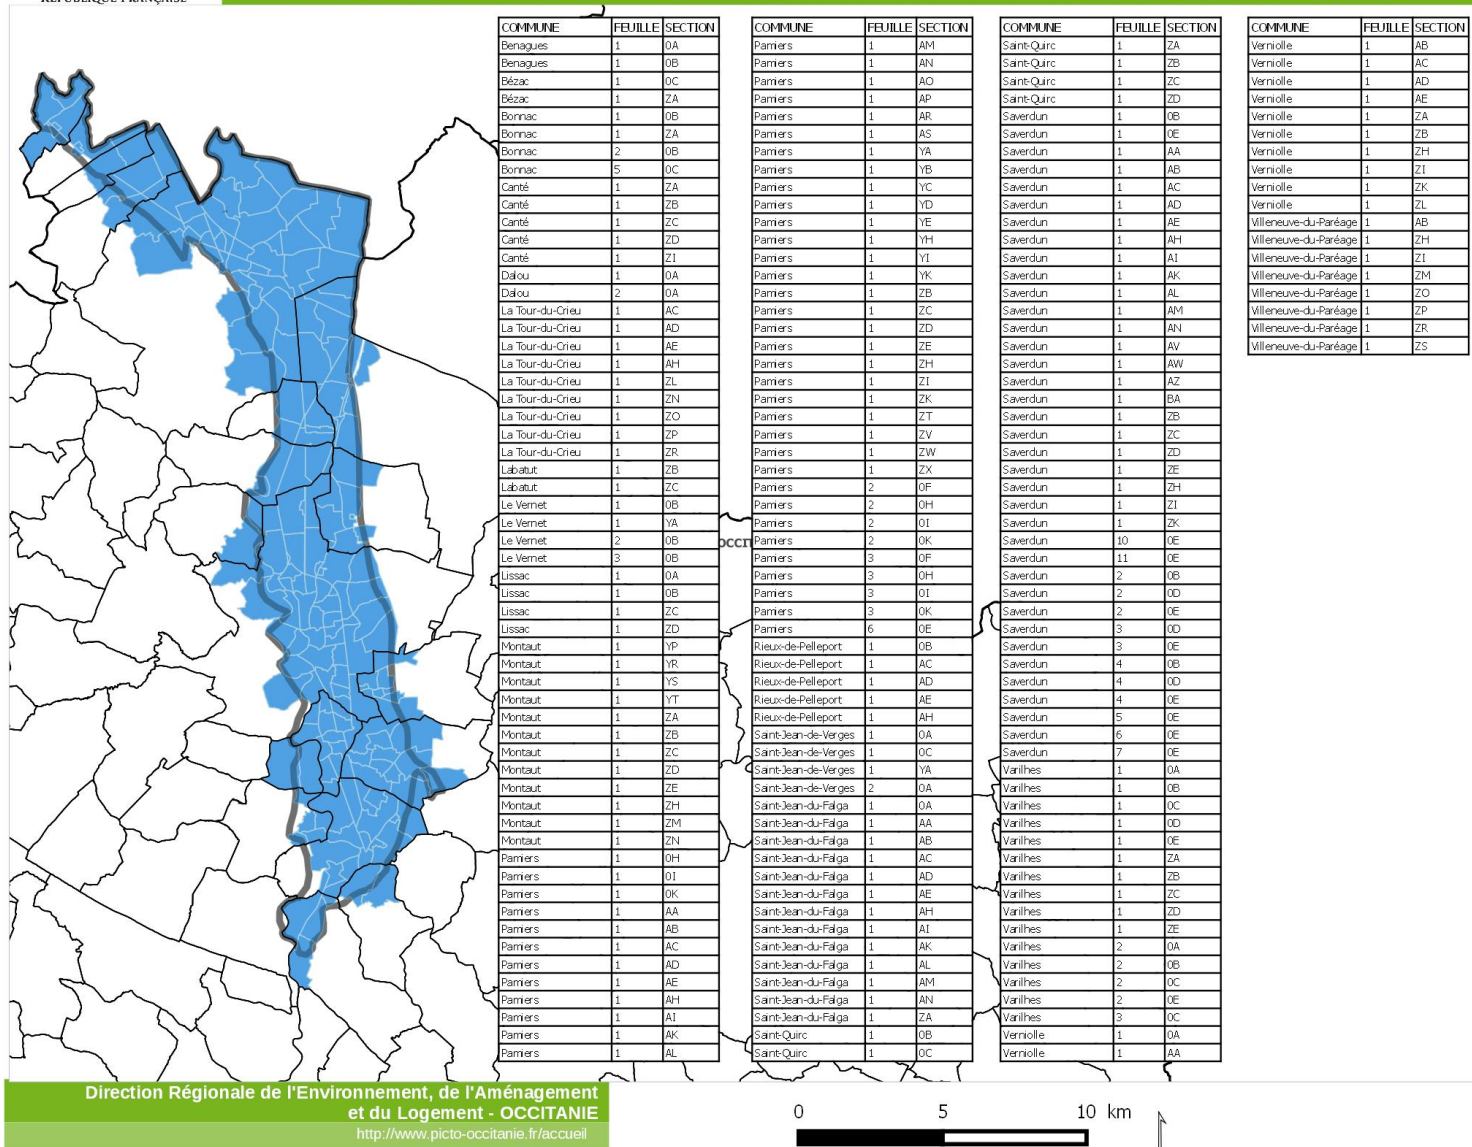 RÉPUBLIQUE FRANÇAISE
COMMUNE FEUILLE SECTION
Benagues 1 0A
Benagues 1 0B
Bézac 1 0C
Bézac 1 ZA
Bonnac 1 0B
Bonnac 1 ZA
Bonnac 2 0B
Bonnac 5 0C
Canté 1 ZA
Canté 1 ZB
Canté 1 ZC
Canté 1 ZD
Canté 1 ZI
Dalou 1 0A
Dalou 2 0A
La Tour-du-Crieu 1 AC
La Tour-du-Crieu 1 AD
La Tour-du-Crieu 1 AE
La Tour-du-Crieu 1 AH
La Tour-du-Crieu 1 ZL
La Tour-du-Crieu 1 ZN
La Tour-du-Crieu 1 ZO
La Tour-du-Crieu 1 ZP
La Tour-du-Crieu 1 ZR
Labatut 1 ZB
Labatut 1 ZC
Le Vernet 1 0B
Le Vernet 1 YA
Le Vernet 2 0B
Le Vernet 3 0B
Lissac 1 0A
Lissac 1 0B
Lissac 1 ZC
Lissac 1 ZD
Montaut 1 YP
Montaut 1 YR
Montaut 1 YS
Montaut 1 YT
Montaut 1 ZA
Montaut 1 ZB
Montaut 1 ZC
Montaut 1 ZD
Montaut 1 ZE
Montaut 1 ZH
Montaut 1 ZM
Montaut 1 ZN
Pamiers 1 0H
Pamiers 1 0I
Pamiers 1 0K
Pamiers 1 AA
Pamiers 1 AB
Pamiers 1 AC
Pamiers 1 AD
Pamiers 1 AE
Pamiers 1 AH
Pamiers 1 AI
Pamiers 1 AK
Pamiers 1 AL
COMMUNE FEUILLE SECTION
Pamiers 1 AM
Pamiers 1 AN
Pamiers 1 AO
Pamiers 1 AP
Pamiers 1 AR
Pamiers 1 AS
Pamiers 1 YA
Pamiers 1 YB
Pamiers 1 YC
Pamiers 1 YD
Pamiers 1 YE
Pamiers 1 YH
Pamiers 1 YI
Pamiers 1 YK
Pamiers 1 ZB
Pamiers 1 ZC
Pamiers 1 ZD
Pamiers 1 ZE
Pamiers 1 ZH
Pamiers 1 ZI
Pamiers 1 ZK
Pamiers 1 ZT
Pamiers 1 ZV
Pamiers 1 ZW
Pamiers 1 ZX
Pamiers 2 0F
Pamiers 2 0H
Pamiers 2 0I
Pamiers 2 0K
Pamiers 3 0F
Pamiers 3 0H
Pamiers 3 0I
Pamiers 3 0K
Pamiers 6 0E
Rieux-de-Pelleport 1 0B
Rieux-de-Pelleport 1 AC
Rieux-de-Pelleport 1 AD
Rieux-de-Pelleport 1 AE
Rieux-de-Pelleport 1 AH
Saint-Jean-de-Verges 1 0A
Saint-Jean-de-Verges 1 0C
Saint-Jean-de-Verges 1 YA
Saint-Jean-de-Verges 2 0A
Saint-Jean-du-Falga 1 0A
Saint-Jean-du-Falga 1 AA
Saint-Jean-du-Falga 1 AB
Saint-Jean-du-Falga 1 AC
Saint-Jean-du-Falga 1 AD
Saint-Jean-du-Falga 1 AE
Saint-Jean-du-Falga 1 AH
Saint-Jean-du-Falga 1 AI
Saint-Jean-du-Falga 1 AK
Saint-Jean-du-Falga 1 AL
Saint-Jean-du-Falga 1 AM
Saint-Jean-du-Falga 1 AN
Saint-Jean-du-Falga 1 ZA
Saint-Quirc 1 0B
Saint-Quirc 1 0C
COMMUNE FEUILLE SECTION
Saint-Quirc 1 ZA
Saint-Quirc 1 ZB
Saint-Quirc 1 ZC
Saint-Quirc 1 ZD
Saverdun 1 0B
Saverdun 1 0E
Saverdun 1 AA
Saverdun 1 AB
Saverdun 1 AC
Saverdun 1 AD
Saverdun 1 AE
Saverdun 1 AH
Saverdun 1 AI
Saverdun 1 AK
Saverdun 1 AL
Saverdun 1 AM
Saverdun 1 AN
Saverdun 1 AV
Saverdun 1 AW
Saverdun 1 AZ
Saverdun 1 BA
Saverdun 1 ZB
Saverdun 1 ZC
Saverdun 1 ZD
Saverdun 1 ZE
Saverdun 1 ZH
Saverdun 1 ZI
Saverdun 1 ZK
Saverdun 10 0E
Saverdun 11 0E
Saverdun 2 0B
Saverdun 2 0D
Saverdun 2 0E
Saverdun 3 0D
Saverdun 3 0E
Saverdun 4 0B
Saverdun 4 0D
Saverdun 4 0E
Saverdun 5 0E
Saverdun 6 0E
Saverdun 7 0E
Varilhes 1 0A
Varilhes 1 0B
Varilhes 1 0C
Varilhes 1 0D
Varilhes 1 0E
Varilhes 1 ZA
Varilhes 1 ZB
Varilhes 1 ZC
Varilhes 1 ZD
Varilhes 1 ZE
Varilhes 2 0A
Varilhes 2 0B
Varilhes 2 0C
Varilhes 2 0E
Varilhes 3 0C
Verniolle 1 0A
Verniolle 1 AA
COMMUNE FEUILLE SECTION
Verniolle 1 AB
Verniolle 1 AC
Verniolle 1 AD
Verniolle 1 AE
Verniolle 1 ZA
Verniolle 1 ZB
Verniolle 1 ZH
Verniolle 1 ZI
Verniolle 1 ZK
Verniolle 1 ZL
Villeneuve-du-Paréage 1 AB
Villeneuve-du-Paréage 1 ZH
Villeneuve-du-Paréage 1 ZI
Villeneuve-du-Paréage 1 ZM
Villeneuve-du-Paréage 1 ZO
Villeneuve-du-Paréage 1 ZP
Villeneuve-du-Paréage 1 ZR
Villeneuve-du-Paréage 1 ZS
Direction Régionale de l'Environnement, de l'Aménagement
et du Logement - OCCITANIE
http://www.picto-occitanie.fr/accueil
0 5 10 km